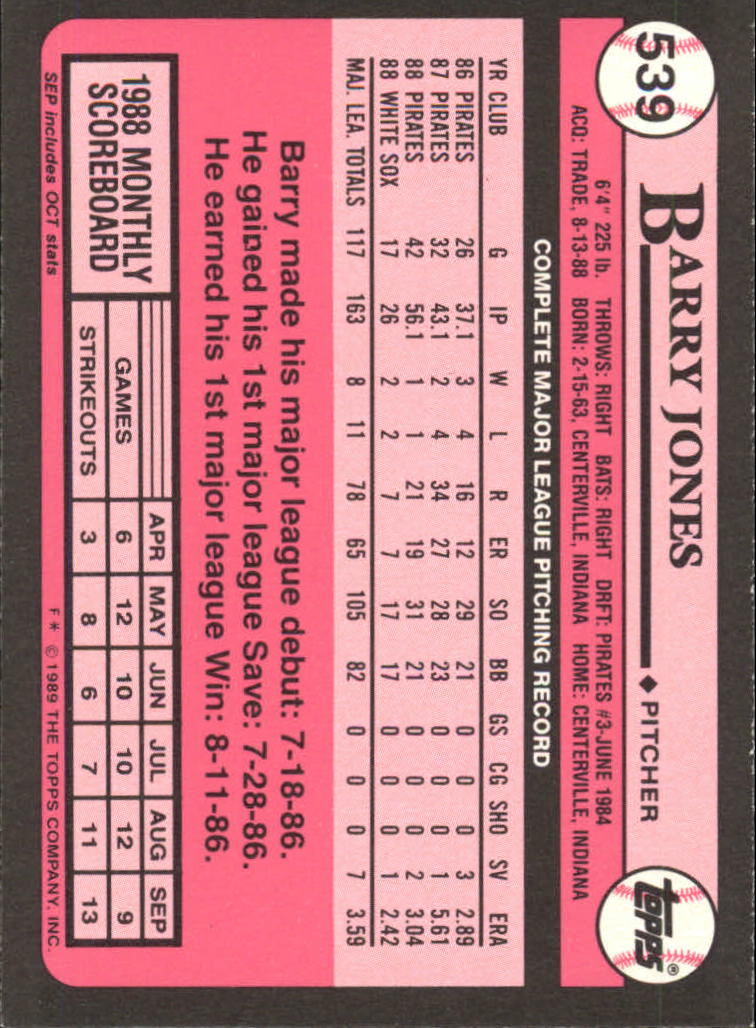 539
BARRY JONES ◆ PITCHER
topps®
6'4" 225 lb. THROWS: RIGHT BATS: RIGHT DRFT: PIRATES #3-JUNE 1984
ACQ: TRADE, 8-13-88 BORN: 2-15-63, CENTERVILLE, INDIANA HOME: CENTERVILLE, INDIANA
COMPLETE MAJOR LEAGUE PITCHING RECORD
YR CLUB G IP W L R ER SO BB GS CG SHO SV ERA
86 PIRATES 26 37.1 3 4 16 12 29 21 0 0 0 3 2.89
87 PIRATES 32 43.1 2 4 34 27 28 23 0 0 0 1 5.61
88 PIRATES 42 56.1 1 1 21 19 31 21 0 0 0 2 3.04
88 WHITE SOX 17 26 2 2 7 7 17 17 0 0 0 1 2.42
MAJ. LEA. TOTALS 117 163 8 11 78 65 105 82 0 0 0 7 3.59
Barry made his major league debut: 7-18-86.
He gained his 1st major league Save: 7-28-86.
He earned his 1st major league Win: 8-11-86.
1988 MONTHLY
SCOREBOARD
APR MAY JUN JUL AUG SEP
GAMES 6 12 10 10 12 9
STRIKEOUTS 3 8 6 7 11 13
SEP includes OCT stats
F* © 1989 THE TOPPS COMPANY, INC.